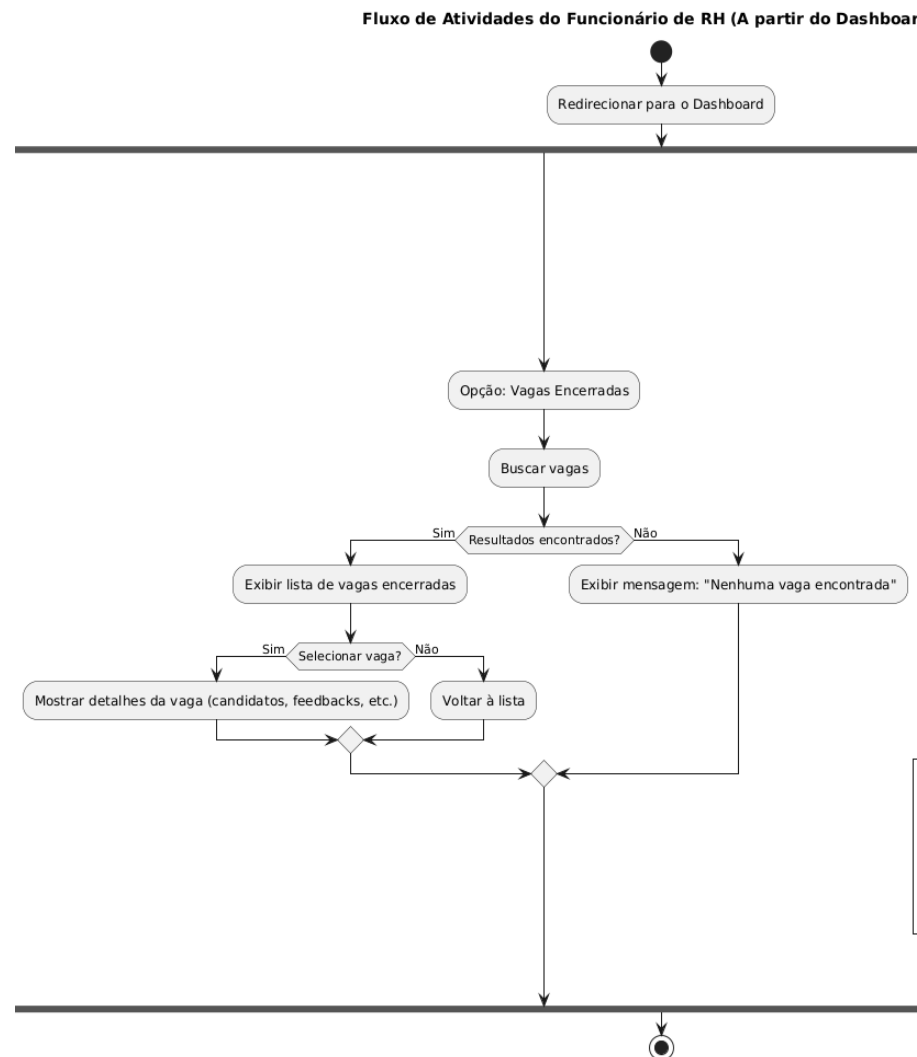 Fluxo de Atividades do Funcionário de RH (A partir do Dashboar
Redirecionar para o Dashboard
Opção: Vagas Encerradas
Buscar vagas
Sim
Resultados encontrados?
Não
Exibir lista de vagas encerradas
Exibir mensagem: "Nenhuma vaga encontrada"
Sim
Selecionar vaga?
Não
Mostrar detalhes da vaga (candidatos, feedbacks, etc.)
Voltar à lista